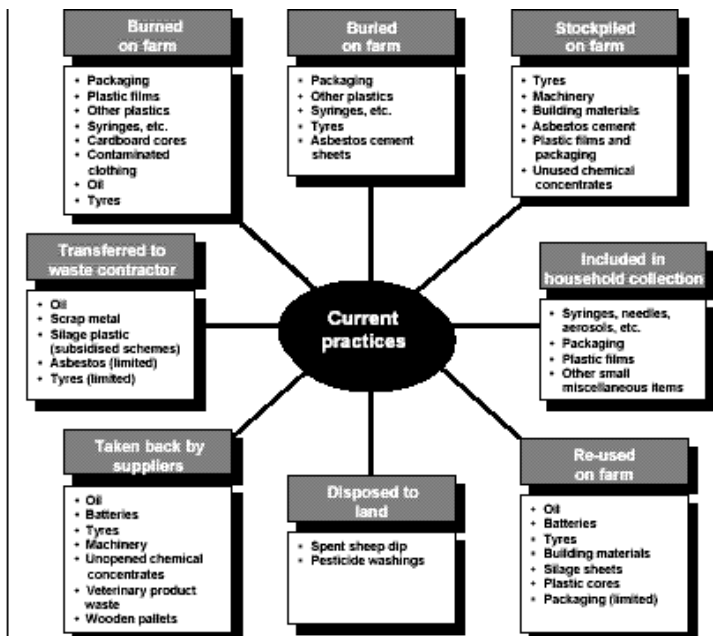 Burned
on farm
• Packaging
• Plastic films
• Other plastics
• Syringes, etc.
• Cardboard cores
• Contaminated
clothing
• Oil
• Tyres
Buried
on farm
• Packaging
• Other plastics
• Syringes, etc.
• Tyres
• Asbestos cement
sheets
Stockpiled
on farm
• Tyres
• Machinery
• Building materials
• Asbestos cement
• Plastic films and
packaging
• Unused chemical
concentrates
Transferred to
waste contractor
• Oil
• Scrap metal
• Silage plastic
(subsidised schemes)
• Asbestos (limited)
• Tyres (limited)
Current
practices
Included in
household collection
• Syringes, needles,
aerosols, etc.
• Packaging
• Plastic films
• Other small
miscellaneous items
Taken back by
suppliers
• Oil
• Batteries
• Tyres
• Machinery
• Unopened chemical
concentrates
• Veterinary product
waste
• Wooden pallets
Disposed to
land
• Spent sheep dip
• Pesticide washings
Re-used
on farm
• Oil
• Batteries
• Tyres
• Building materials
• Silage sheets
• Plastic cores
• Packaging (limited)